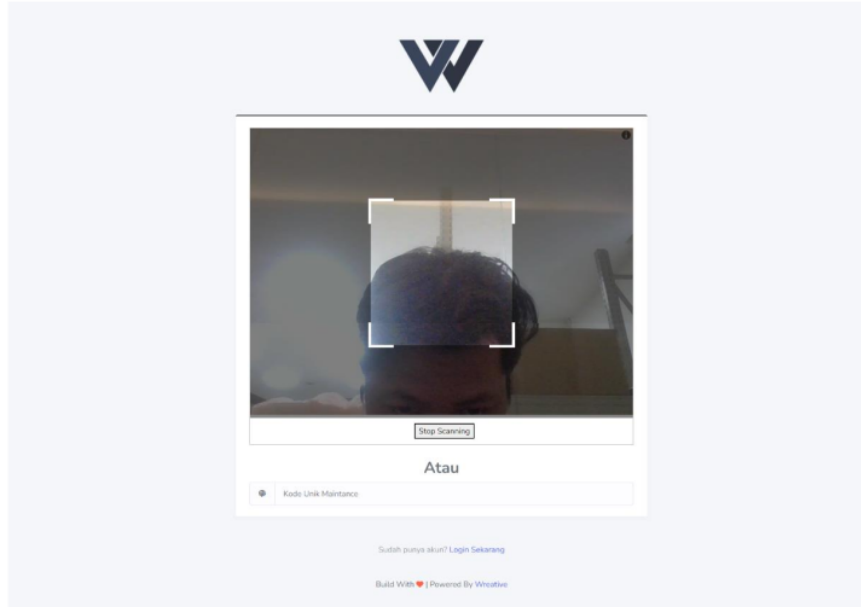 Stop Scanning
Atau
Kode Unik Maintance
Sudah punya akun? Login Sekarang
Build With ❤ | Powered By Wreative